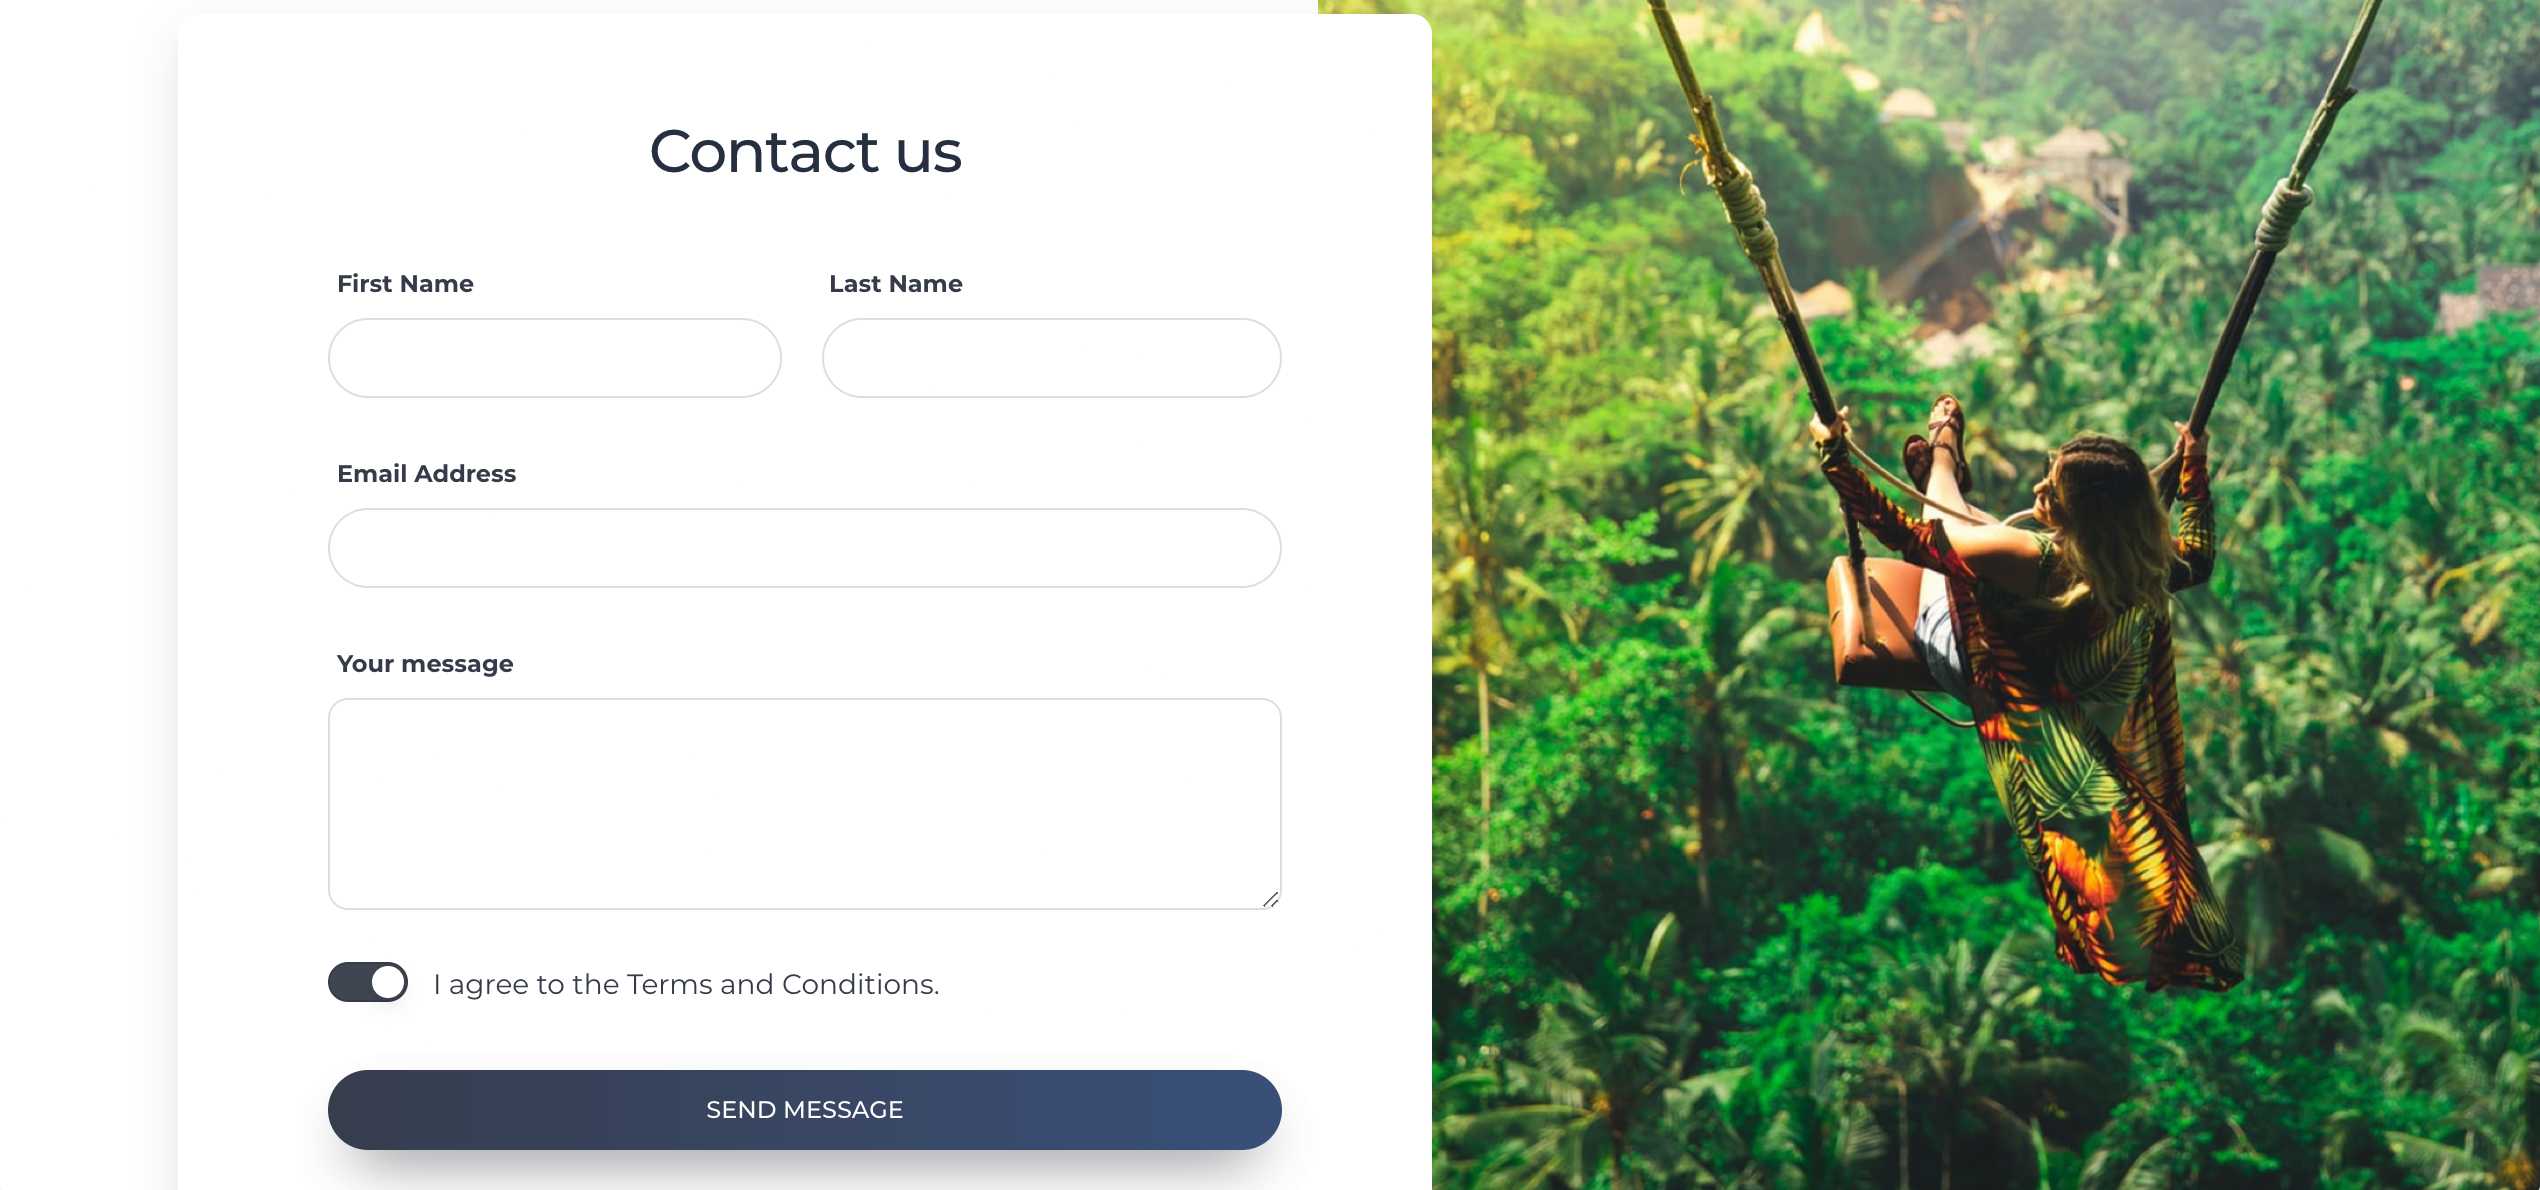 Contact us
First Name
Last Name
Email Address
Your message
I agree to the Terms and Conditions.
SEND MESSAGE